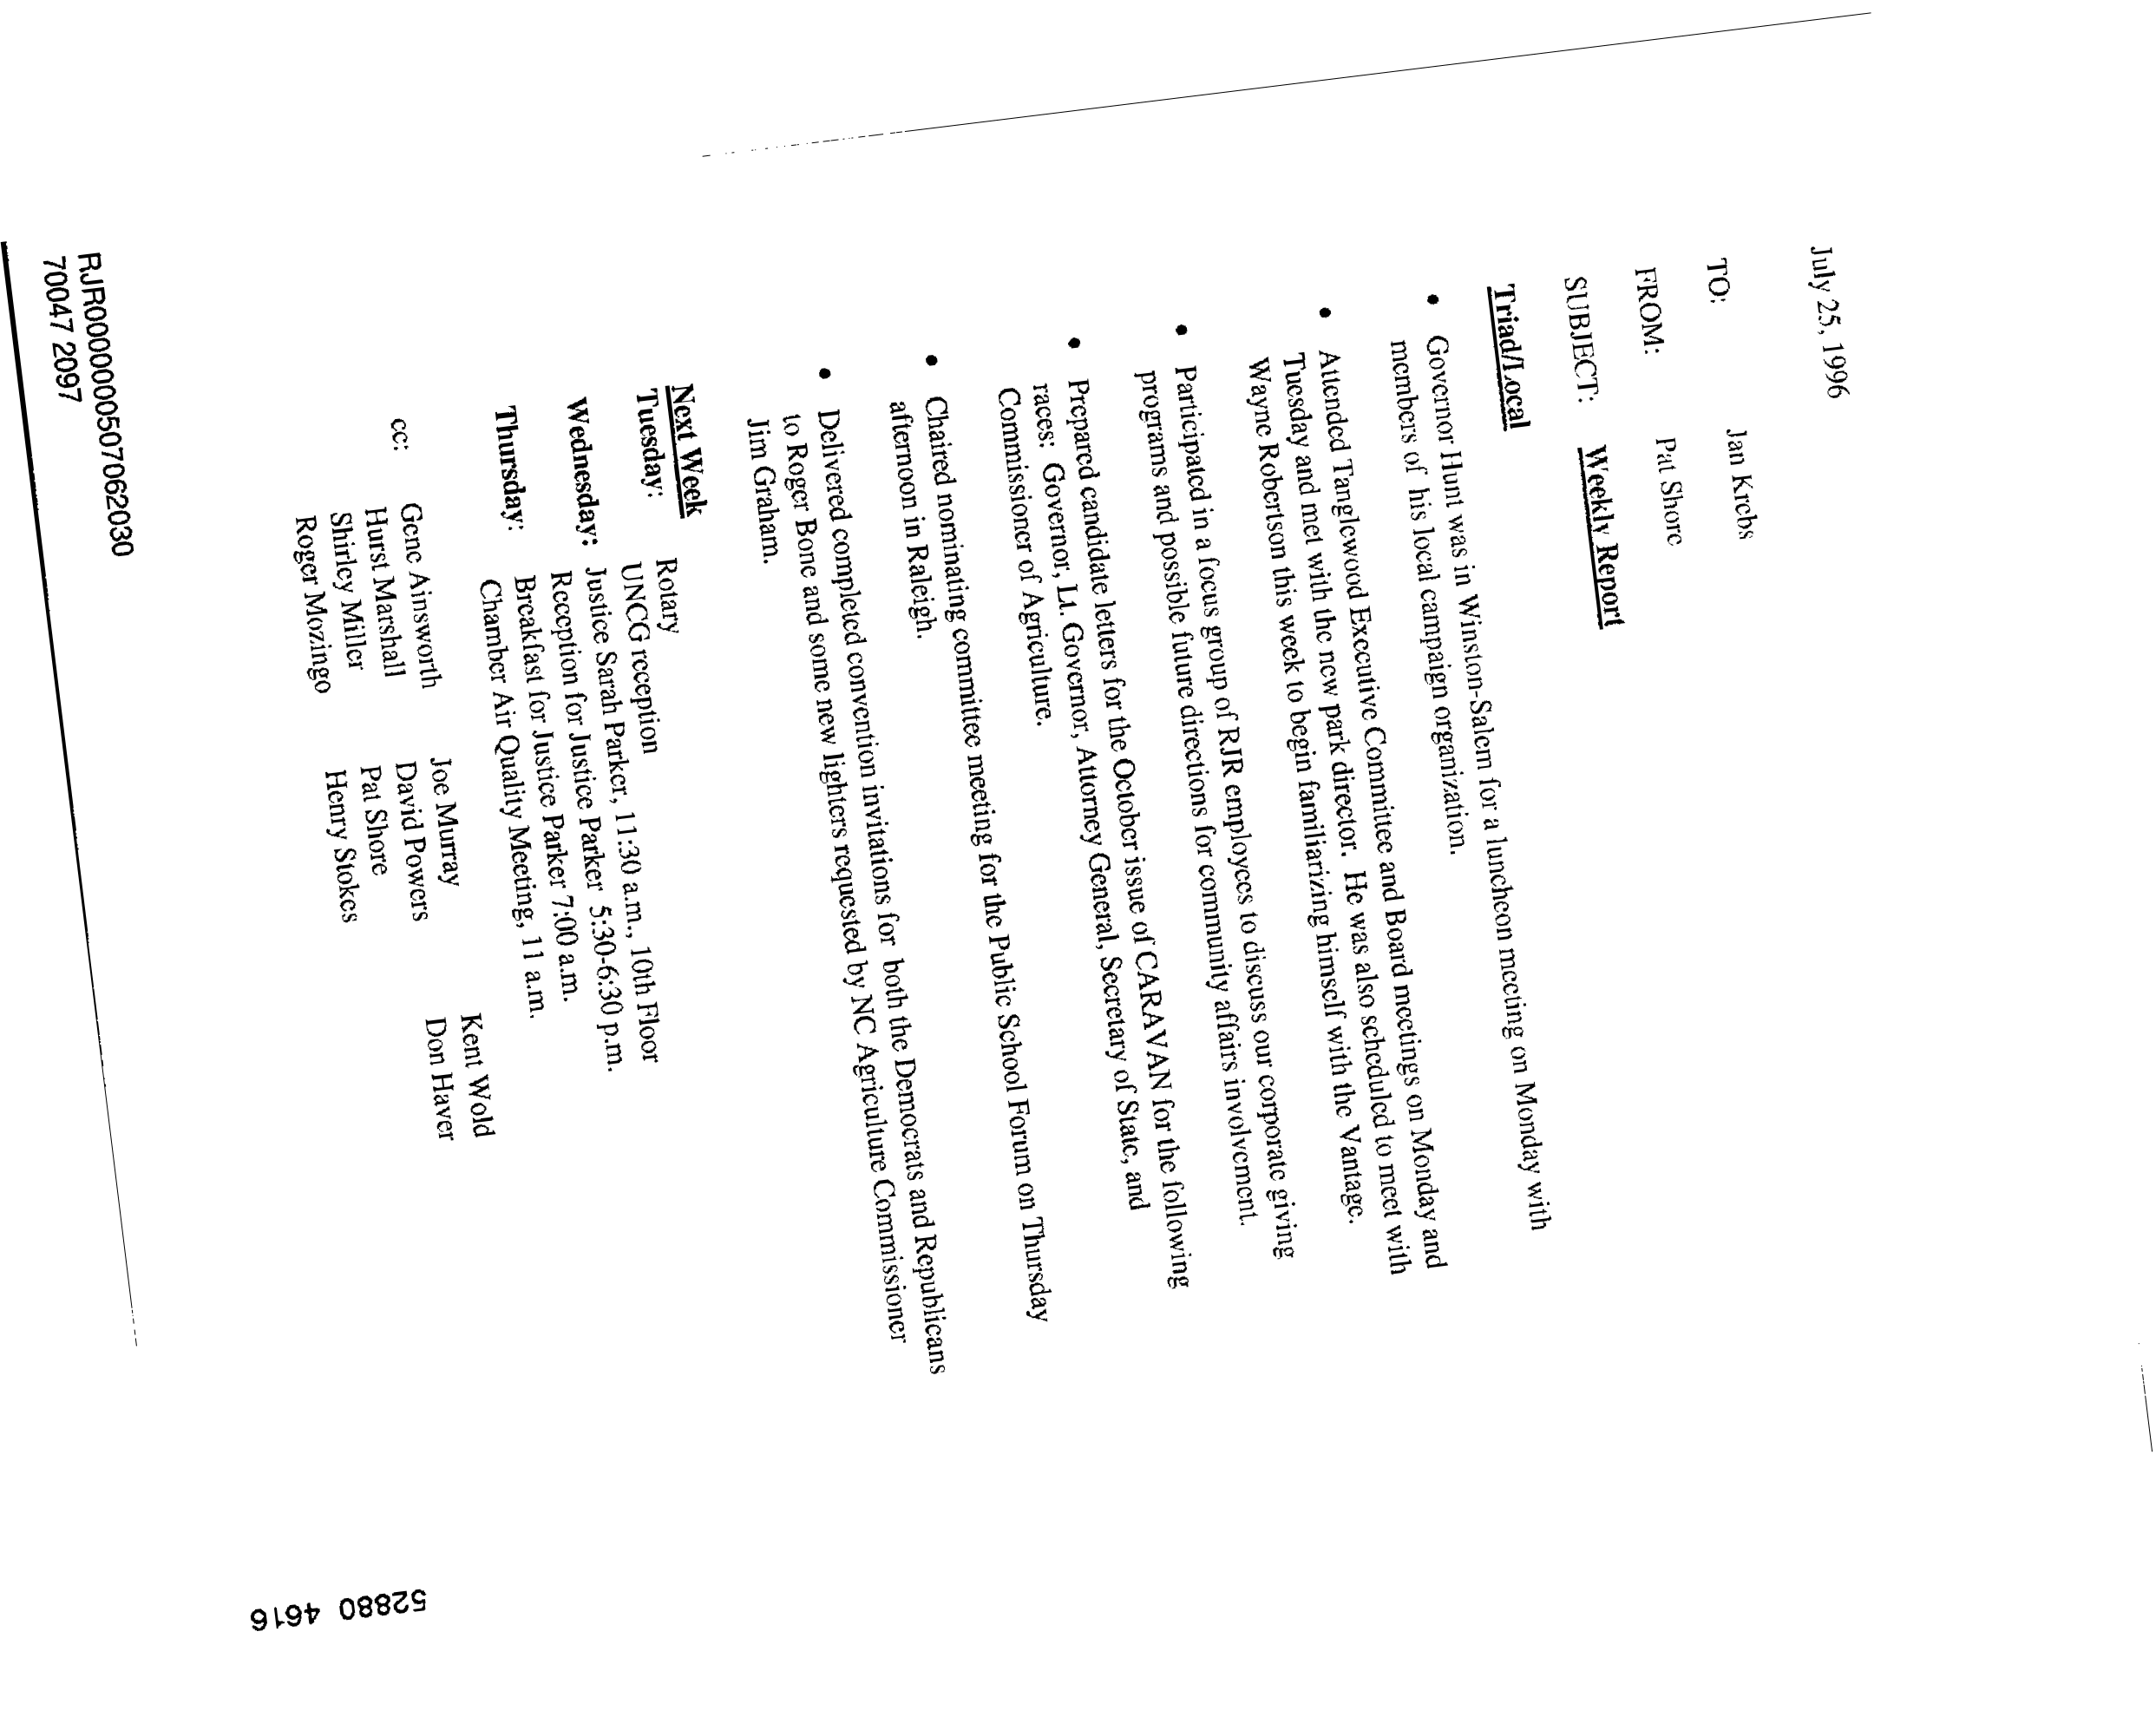 July 25, 1996
TO: Jan Krebs
FROM: Pat Shore
SUBJECT: Weekly Report
Triad/Local
• Governor Hunt was in Winston-Salem for a luncheon meeting on Monday with
members of his local campaign organization.
• Attended Tanglewood Executive Committee and Board meetings on Monday and
Tuesday and met with the new park director. He was also scheduled to meet with
Wayne Robertson this week to begin familiarizing himself with the Vantage.
• Participated in a focus group of RJR employees to discuss our corporate giving
programs and possible future directions for community affairs involvement.
• Prepared candidate letters for the October issue of CARAVAN for the following
races: Governor, Lt. Governor, Attorney General, Secretary of State, and
Commissioner of Agriculture.
• Chaired nominating committee meeting for the Public School Forum on Thursday
afternoon in Raleigh.
• Delivered completed convention invitations for both the Democrats and Republicans
to Roger Bone and some new lighters requested by NC Agriculture Commissioner
Jim Graham.
Next Week
Tuesday: Rotary
UNCG reception
Wednesday: Justice Sarah Parker, 11:30 a.m., 10th Floor
Reception for Justice Parker 5:30-6:30 p.m.
Thursday: Breakfast for Justice Parker 7:00 a.m.
Chamber Air Quality Meeting, 11 a.m.
cc: Gene Ainsworth Joe Murray Kent Wold
Hurst Marshall David Powers Don Haver
Shirley Miller Pat Shore
Roger Mozingo Henry Stokes
RJR0000000507062030
70047 2097
52880 4616